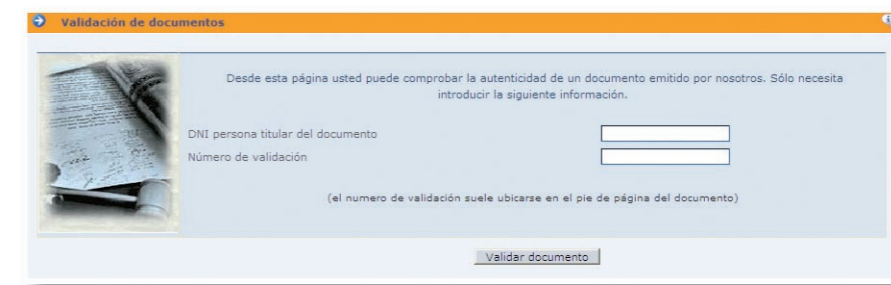 Validación de documentos
Desde esta página usted puede comprobar la autenticidad de un documento emitido por nosotros. Sólo necesita
introducir la siguiente información.
DNI persona titular del documento
Número de validación
(el numero de validación suele ubicarse en el pie de página del documento)
Validar documento